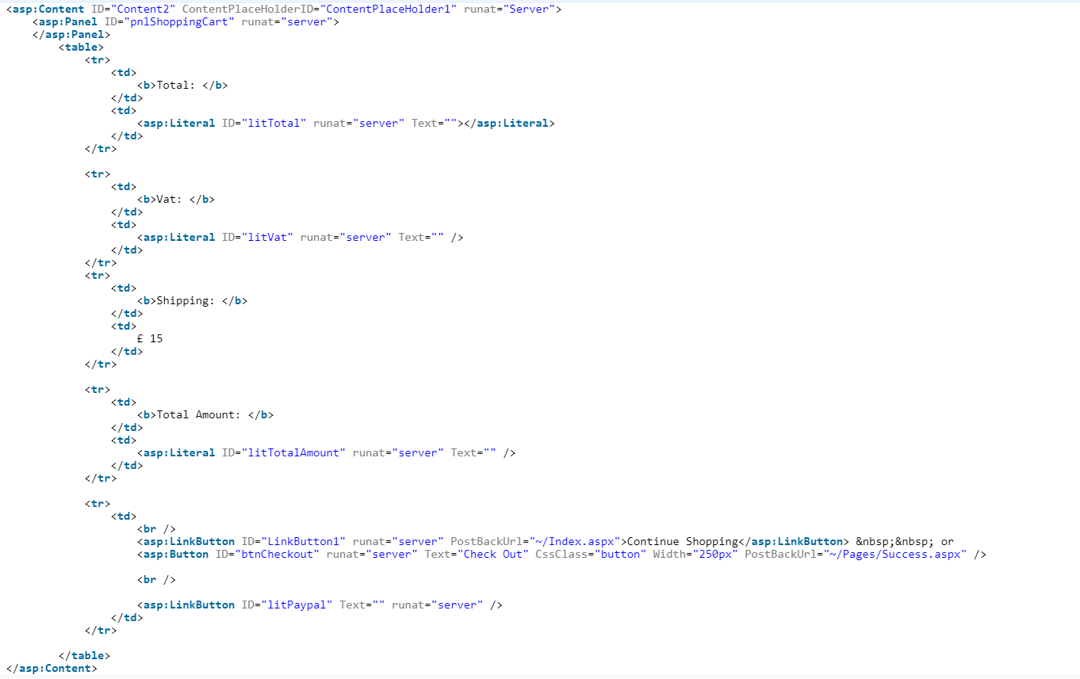 <asp:Content ID="Content2" ContentPlaceHolderID="ContentPlaceHolder1" runat="Server">
    <asp:Panel ID="pnlShoppingCart" runat="server">
    </asp:Panel>
        <table>
            <tr>
                <td>
                    <b>Total: </b>
                </td>
                <td>
                    <asp:Literal ID="litTotal" runat="server" Text=""></asp:Literal>
                </td>
            </tr>

            <tr>
                <td>
                    <b>Vat: </b>
                </td>
                <td>
                    <asp:Literal ID="litVat" runat="server" Text="" />
                </td>
            </tr>
            <tr>
                <td>
                    <b>Shipping: </b>
                </td>
                <td>
                    £ 15
                </td>
            </tr>

            <tr>
                <td>
                    <b>Total Amount: </b>
                </td>
                <td>
                    <asp:Literal ID="litTotalAmount" runat="server" Text="" />
                </td>
            </tr>

            <tr>
                <td>
                    <br />
                    <asp:LinkButton ID="LinkButton1" runat="server" PostBackUrl="~/Index.aspx">Continue Shopping</asp:LinkButton> &nbsp;&nbsp; or
                    <asp:Button ID="btnCheckout" runat="server" Text="Check Out" CssClass="button" Width="250px" PostBackUrl="~/Pages/Success.aspx" />

                    <br />

                    <asp:LinkButton ID="litPaypal" Text="" runat="server" />
                </td>
            </tr>

        </table>
</asp:Content>